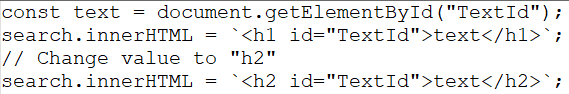 const text = document.getElementById("TextId");
search.innerHTML = `<h1 id="TextId">text</h1>`;
// Change value to "h2"
search.innerHTML = `<h2 id="TextId">text</h2>`;